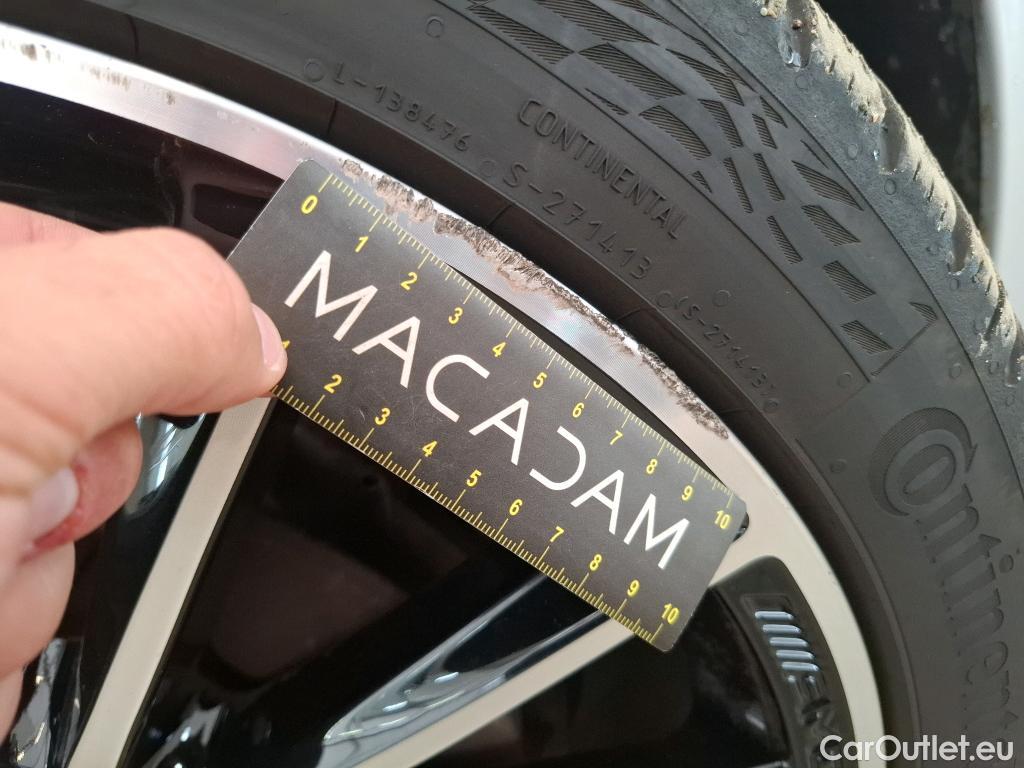 L-138476
CONTINENTAL
S-271413
(S-271413)
Continent
0 1 2 3 4 5 6 7 8 9 10
MACADAM
1 2 3 4 5 6 7 8 9 10
CarOutlet.eu